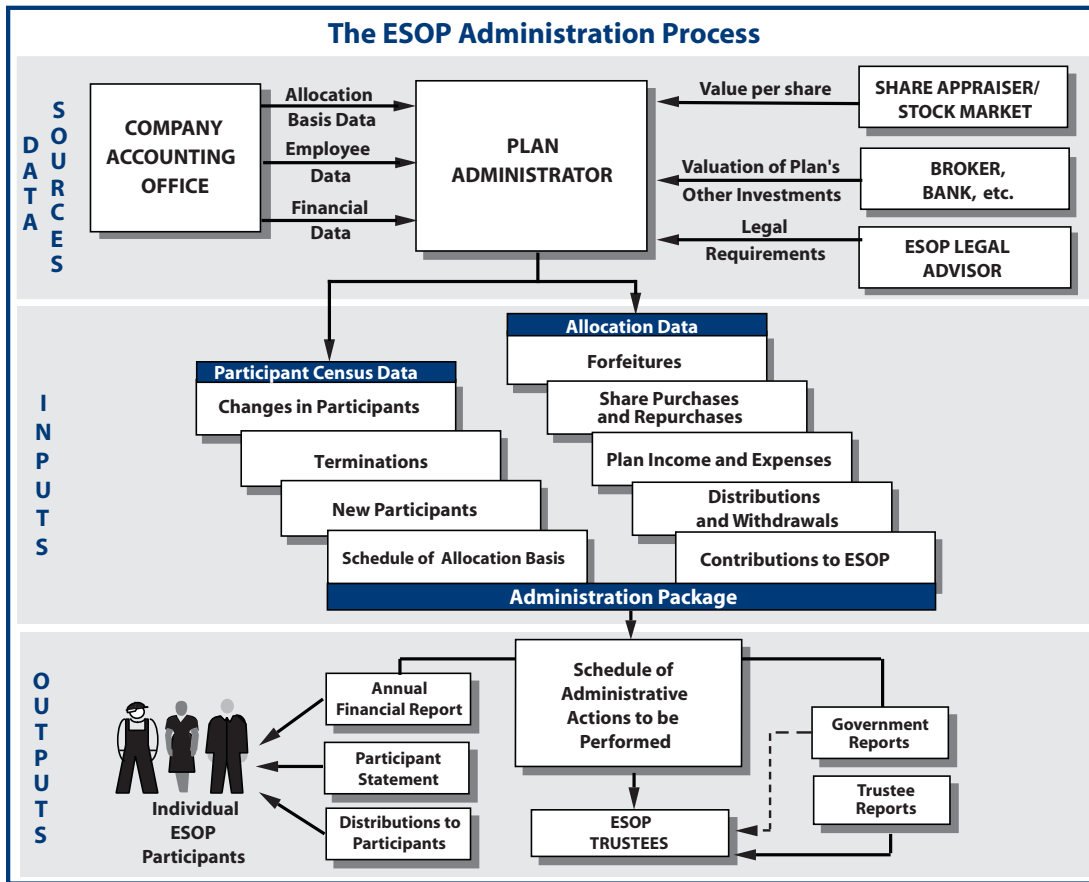 The ESOP Administration Process
DATA
SOURCES
COMPANY
ACCOUNTING
OFFICE
Allocation
Basis Data
Employee
Data
Financial
Data
PLAN
ADMINISTRATOR
Value per share
Valuation of Plan's
Other Investments
Legal
Requirements
SHARE APPRAISER/
STOCK MARKET
BROKER,
BANK, etc.
ESOP LEGAL
ADVISOR
INPUTS
Participant Census Data
Changes in Participants
Terminations
New Participants
Schedule of Allocation Basis
Allocation Data
Forfeitures
Share Purchases
and Repurchases
Plan Income and Expenses
Distributions
and Withdrawals
Contributions to ESOP
Administration Package
OUTPUTS
Individual
ESOP
Participants
Annual
Financial Report
Participant
Statement
Distributions to
Participants
Schedule of
Administrative
Actions to be
Performed
ESOP
TRUSTEES
Government
Reports
Trustee
Reports